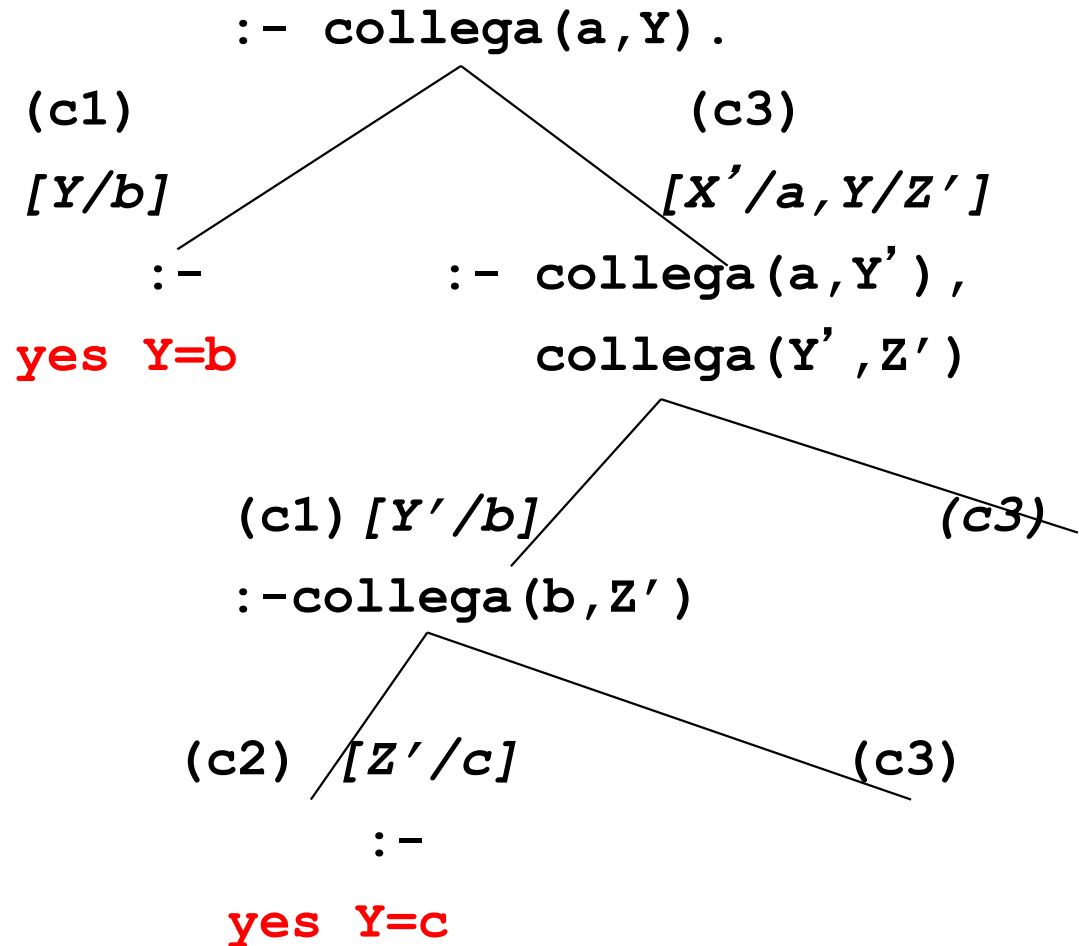 :- collega(a,Y).
(c1) (c3)
[Y/b] [X’/a,Y/Z']
:- :- collega(a,Y’),
yes Y=b collega(Y’,Z')
(c1) [Y'/b] (c3)
:-collega(b,Z')
(c2) [Z'/c] (c3)
:-
yes Y=c